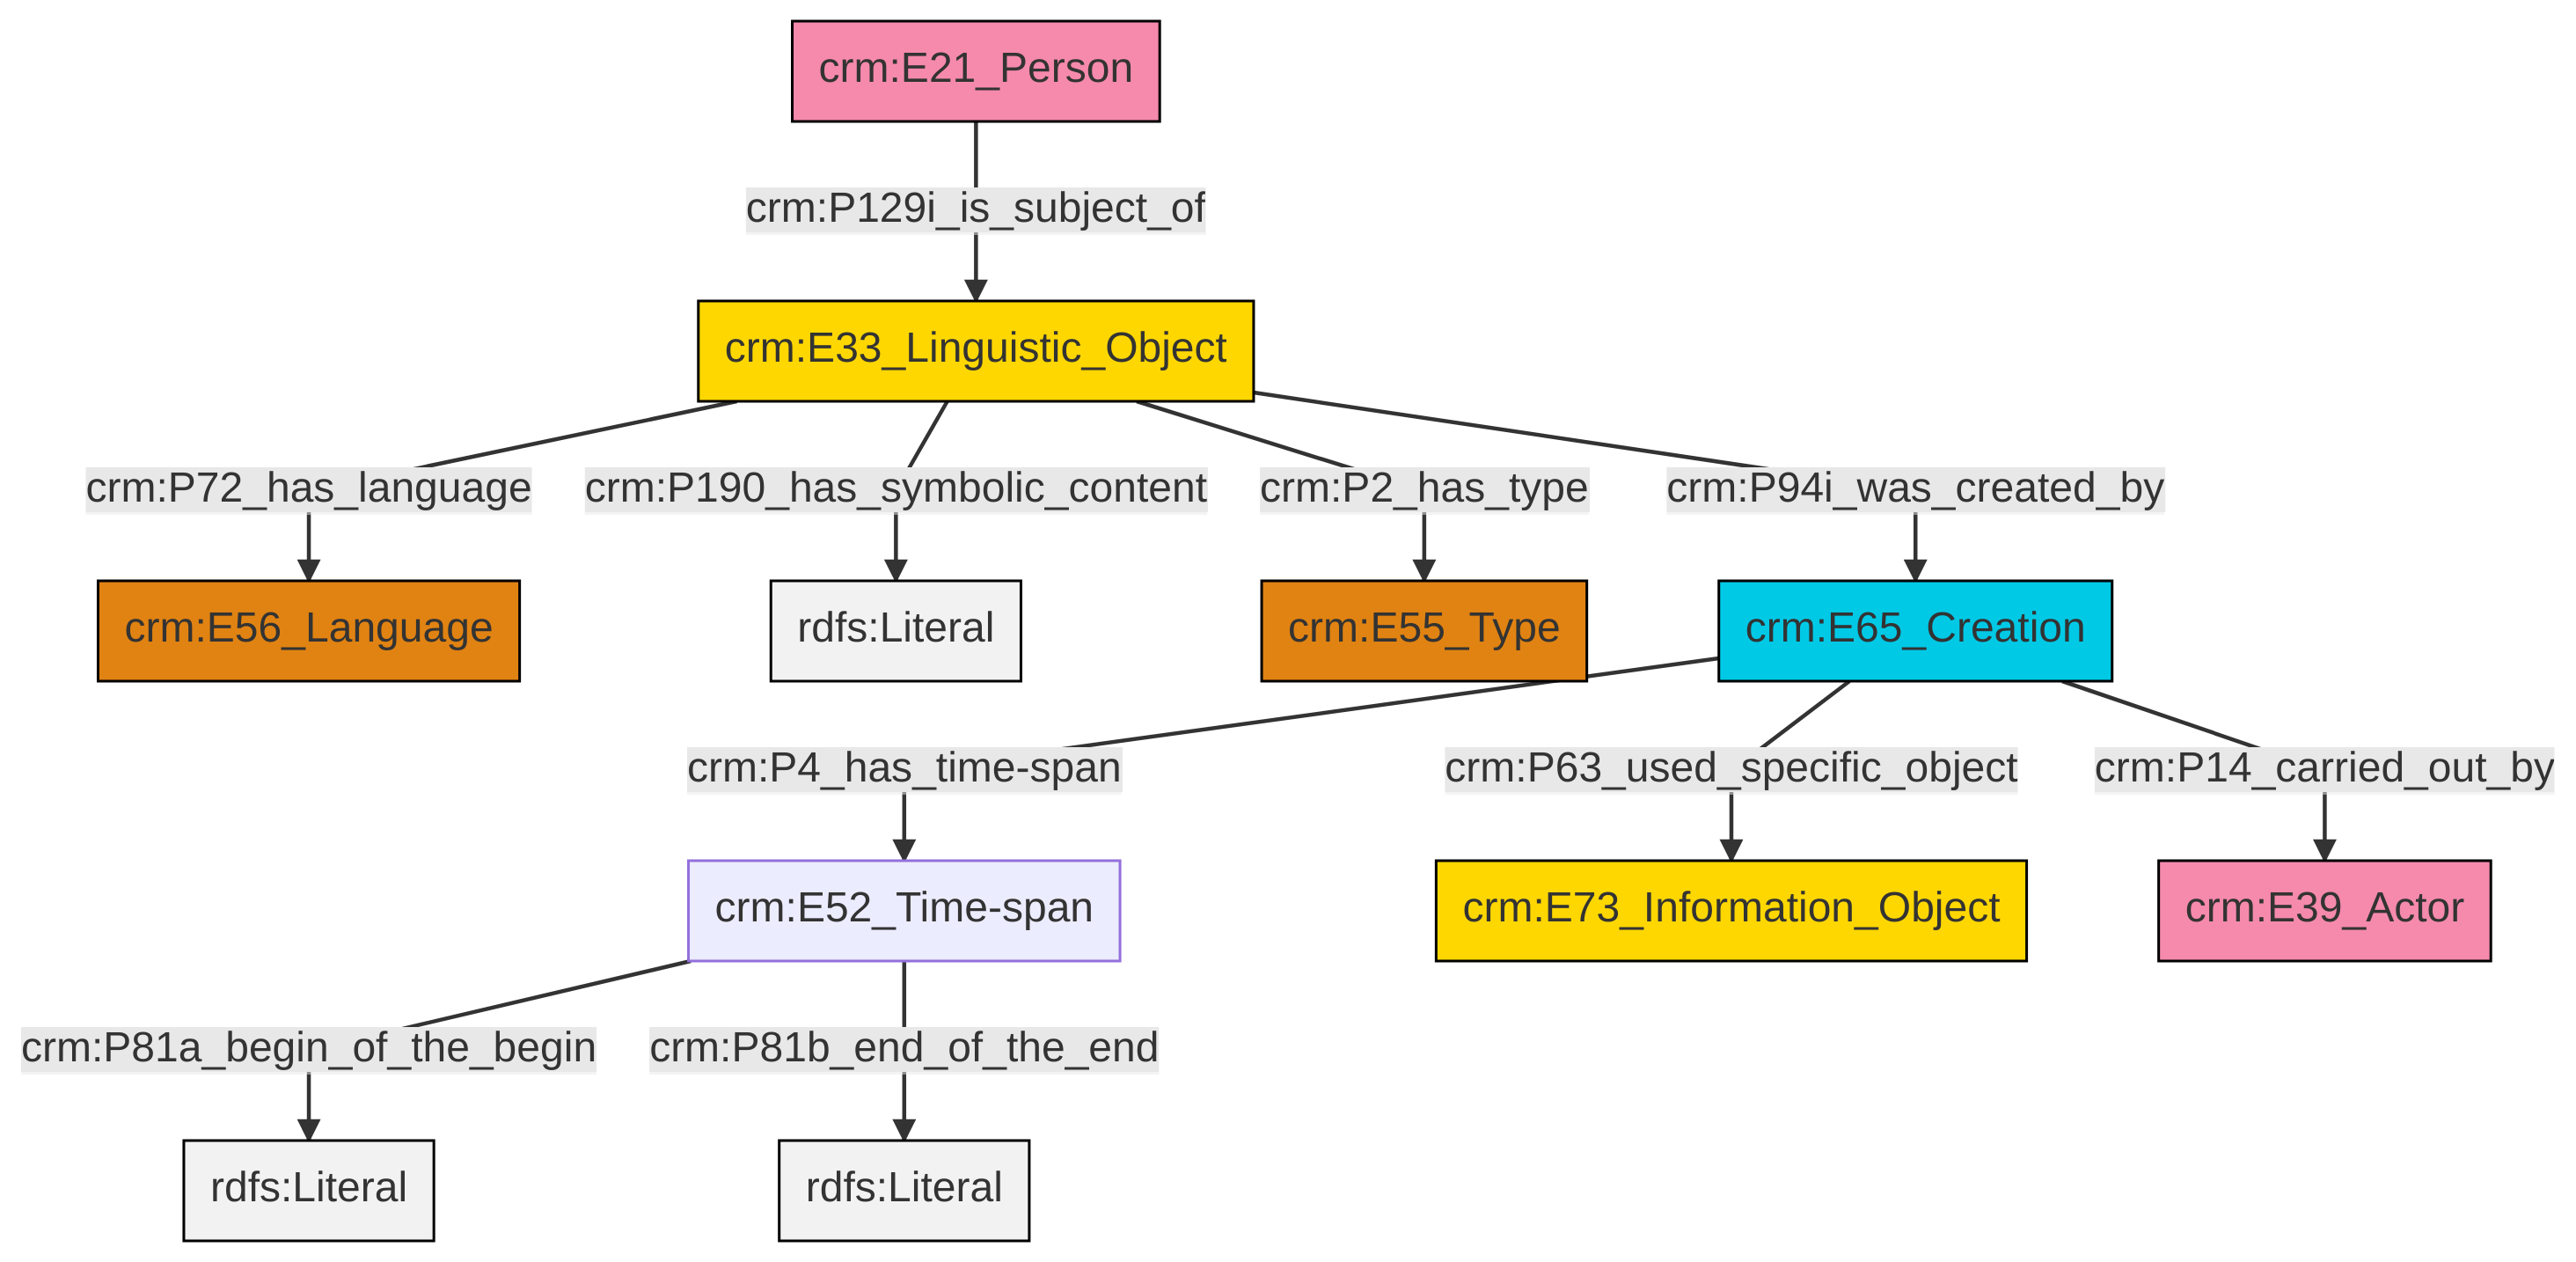 crm:E21_Person
crm:P129i_is_subject_of
crm:E33_Linguistic_Object
crm:P72_has_language
crm:P190_has_symbolic_content
crm:P2_has_type
crm:P94i_was_created_by
crm:E56_Language
rdfs:Literal
crm:E55_Type
crm:E65_Creation
crm:P4_has_time-span
crm:P63_used_specific_object
crm:P14_carried_out_by
crm:E52_Time-span
crm:E73_Information_Object
crm:E39_Actor
crm:P81a_begin_of_the_begin
crm:P81b_end_of_the_end
rdfs:Literal
rdfs:Literal